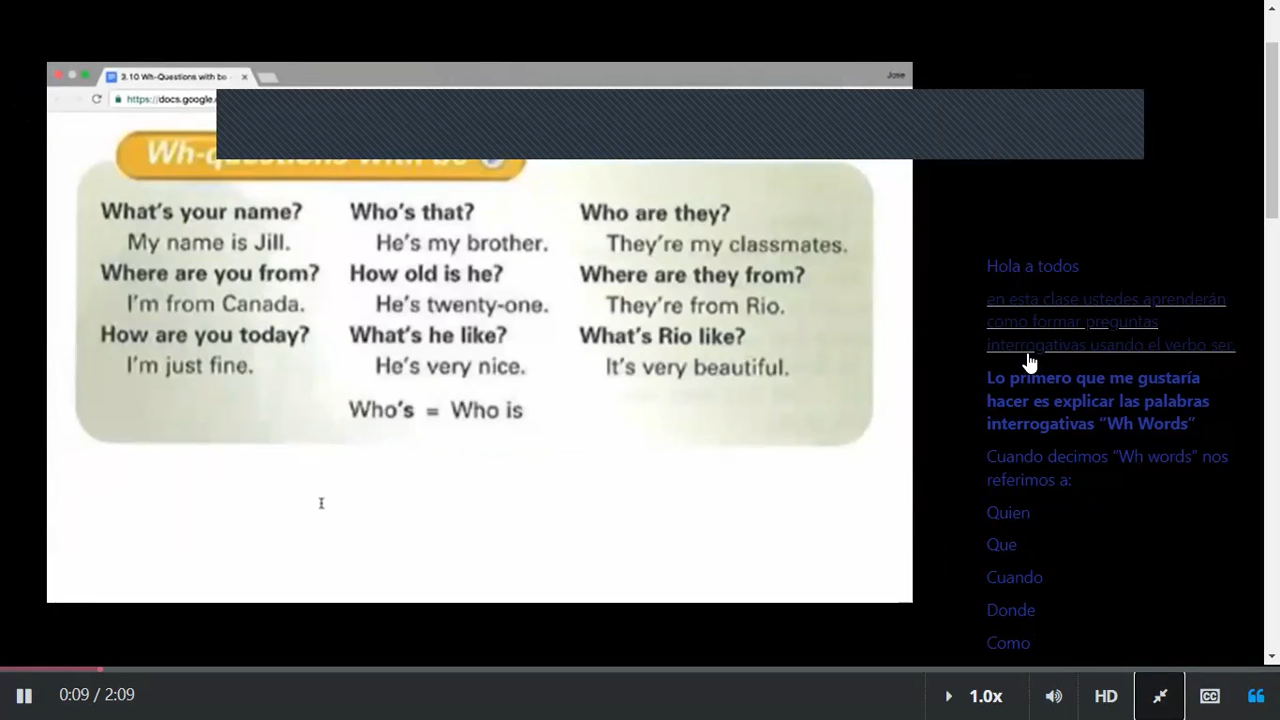 3.10 Wh-Questions with be
Jose
https://docs.google.
What's your name?
My name is Jill.
Where are you from?
I'm from Canada.
How are you today?
I'm just fine.
Who's that?
He's my brother.
How old is he?
He's twenty-one.
What's he like?
He's very nice.
Who's = Who is
Who are they?
They're my classmates.
Where are they from?
They're from Rio.
What's Rio like?
It's very beautiful.
Hola a todos
en esta clase ustedes aprenderán
como formar preguntas
interrogativas usando el verbo ser.
Lo primero que me gustaría
hacer es explicar las palabras
interrogativas “Wh Words”
Cuando decimos “Wh words” nos
referimos a:
Quien
Que
Cuando
Donde
Como
0:09 / 2:09
1.0x
HD
CC